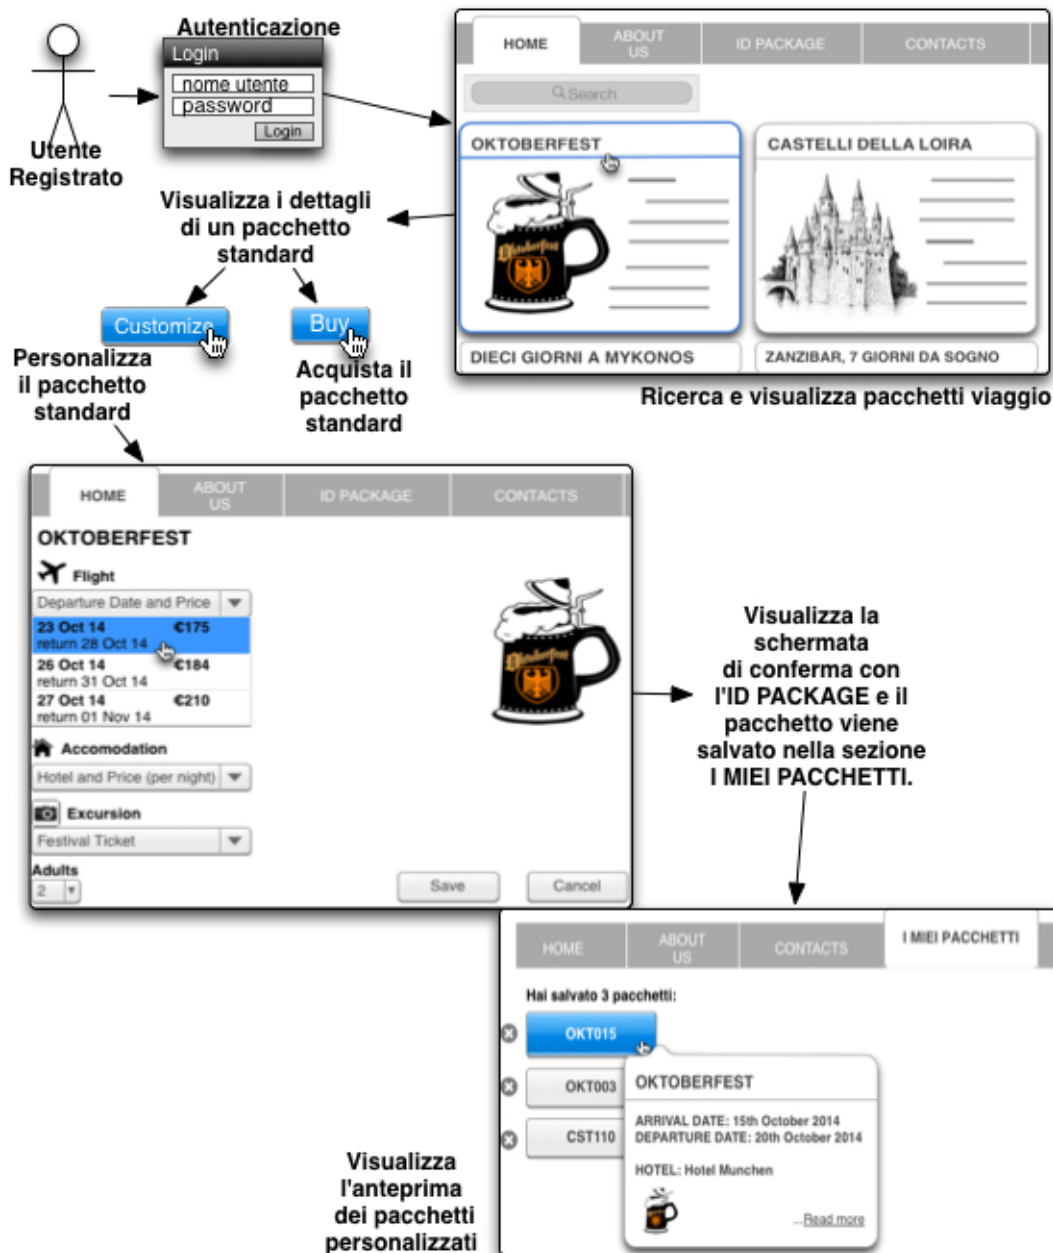 Autenticazione
Login
nome utente
password
Login
Utente
Registrato
HOME
ABOUT
US
ID PACKAGE
CONTACTS
Search
OKTOBERFEST
Oktoberfest
CASTELLI DELLA LOIRA
DIECI GIORNI A MYKONOS
ZANZIBAR, 7 GIORNI DA SOGNO
Ricerca e visualizza pacchetti viaggio
Visualizza i dettagli
di un pacchetto
standard
Customize
Buy
Personalizza
il pacchetto
standard
Acquista il
pacchetto
standard
HOME
ABOUT
US
ID PACKAGE
CONTACTS
OKTOBERFEST
Flight
Departure Date and Price
23 Oct 14 €175
return 28 Oct 14
26 Oct 14 €184
return 31 Oct 14
27 Oct 14 €210
return 01 Nov 14
Accomodation
Hotel and Price (per night)
Excursion
Festival Ticket
Adults
2
Oktoberfest
Save
Cancel
Visualizza la
schermata
di conferma con
l'ID PACKAGE e il
pacchetto viene
salvato nella sezione
I MIEI PACCHETTI.
HOME
ABOUT
US
CONTACTS
I MIEI PACCHETTI
Hai salvato 3 pacchetti:
OKT015
OKT003
CST110
OKTOBERFEST
ARRIVAL DATE: 15th October 2014
DEPARTURE DATE: 20th October 2014
HOTEL: Hotel Munchen
...Read more
Visualizza
l'anteprima
dei pacchetti
personalizzati